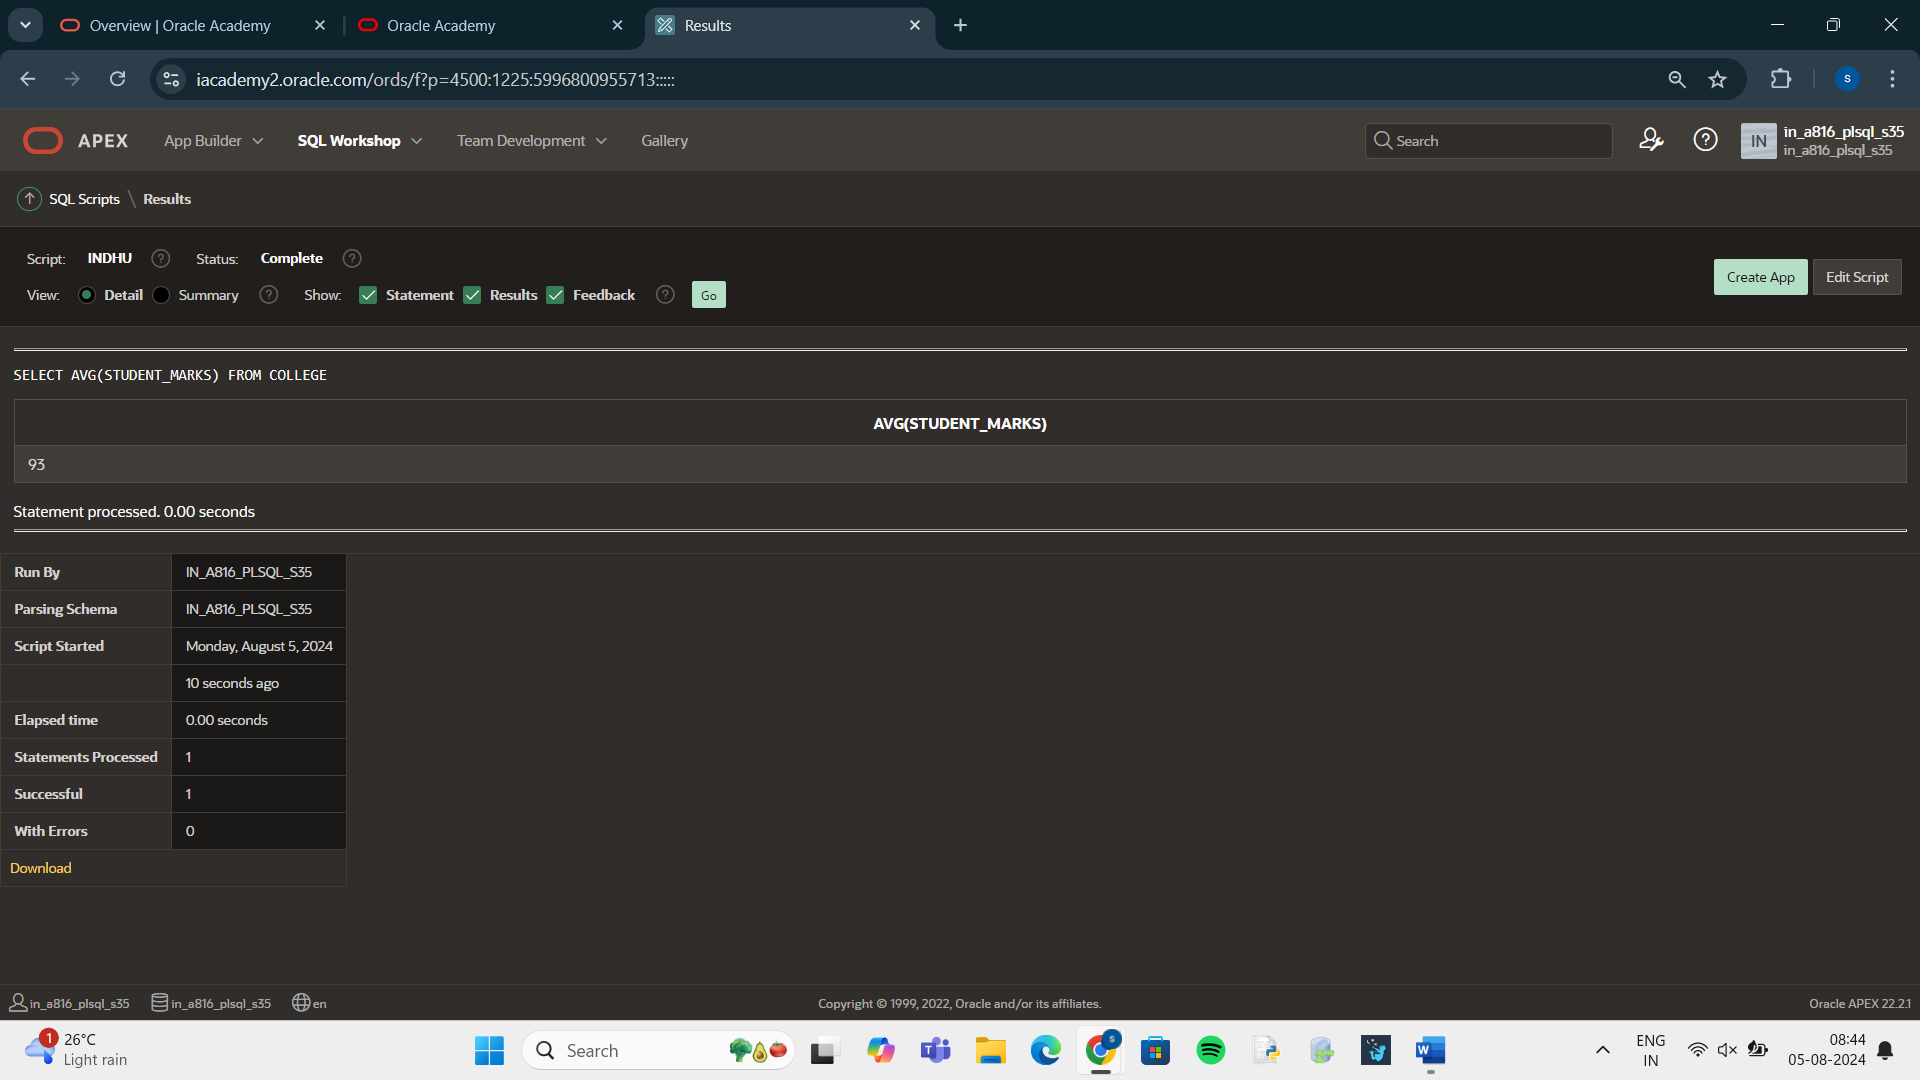 Overview | Oracle Academy
Oracle Academy
Results
iacademy2.oracle.com/ords/f?p=4500:1225:5996800955713:::::
S
APEX
App Builder
SQL Workshop
Team Development
Gallery
Search
IN
in_a816_plsql_s35
in_a816_plsql_s35
SQL Scripts \ Results
Script: INDHU ? Status: Complete ?
View: Detail Summary ? Show: Statement Results Feedback ? Go
Create App
Edit Script
SELECT AVG(STUDENT_MARKS) FROM COLLEGE
AVG(STUDENT_MARKS)
93
Statement processed. 0.00 seconds
Run By IN_A816_PLSQL_S35
Parsing Schema IN_A816_PLSQL_S35
Script Started Monday, August 5, 2024
10 seconds ago
Elapsed time 0.00 seconds
Statements Processed 1
Successful 1
With Errors 0
Download
in_a816_plsql_s35 in_a816_plsql_s35 en
Copyright © 1999, 2022, Oracle and/or its affiliates.
Oracle APEX 22.2.1
1
26°C
Light rain
Search
ENG
IN
08:44
05-08-2024